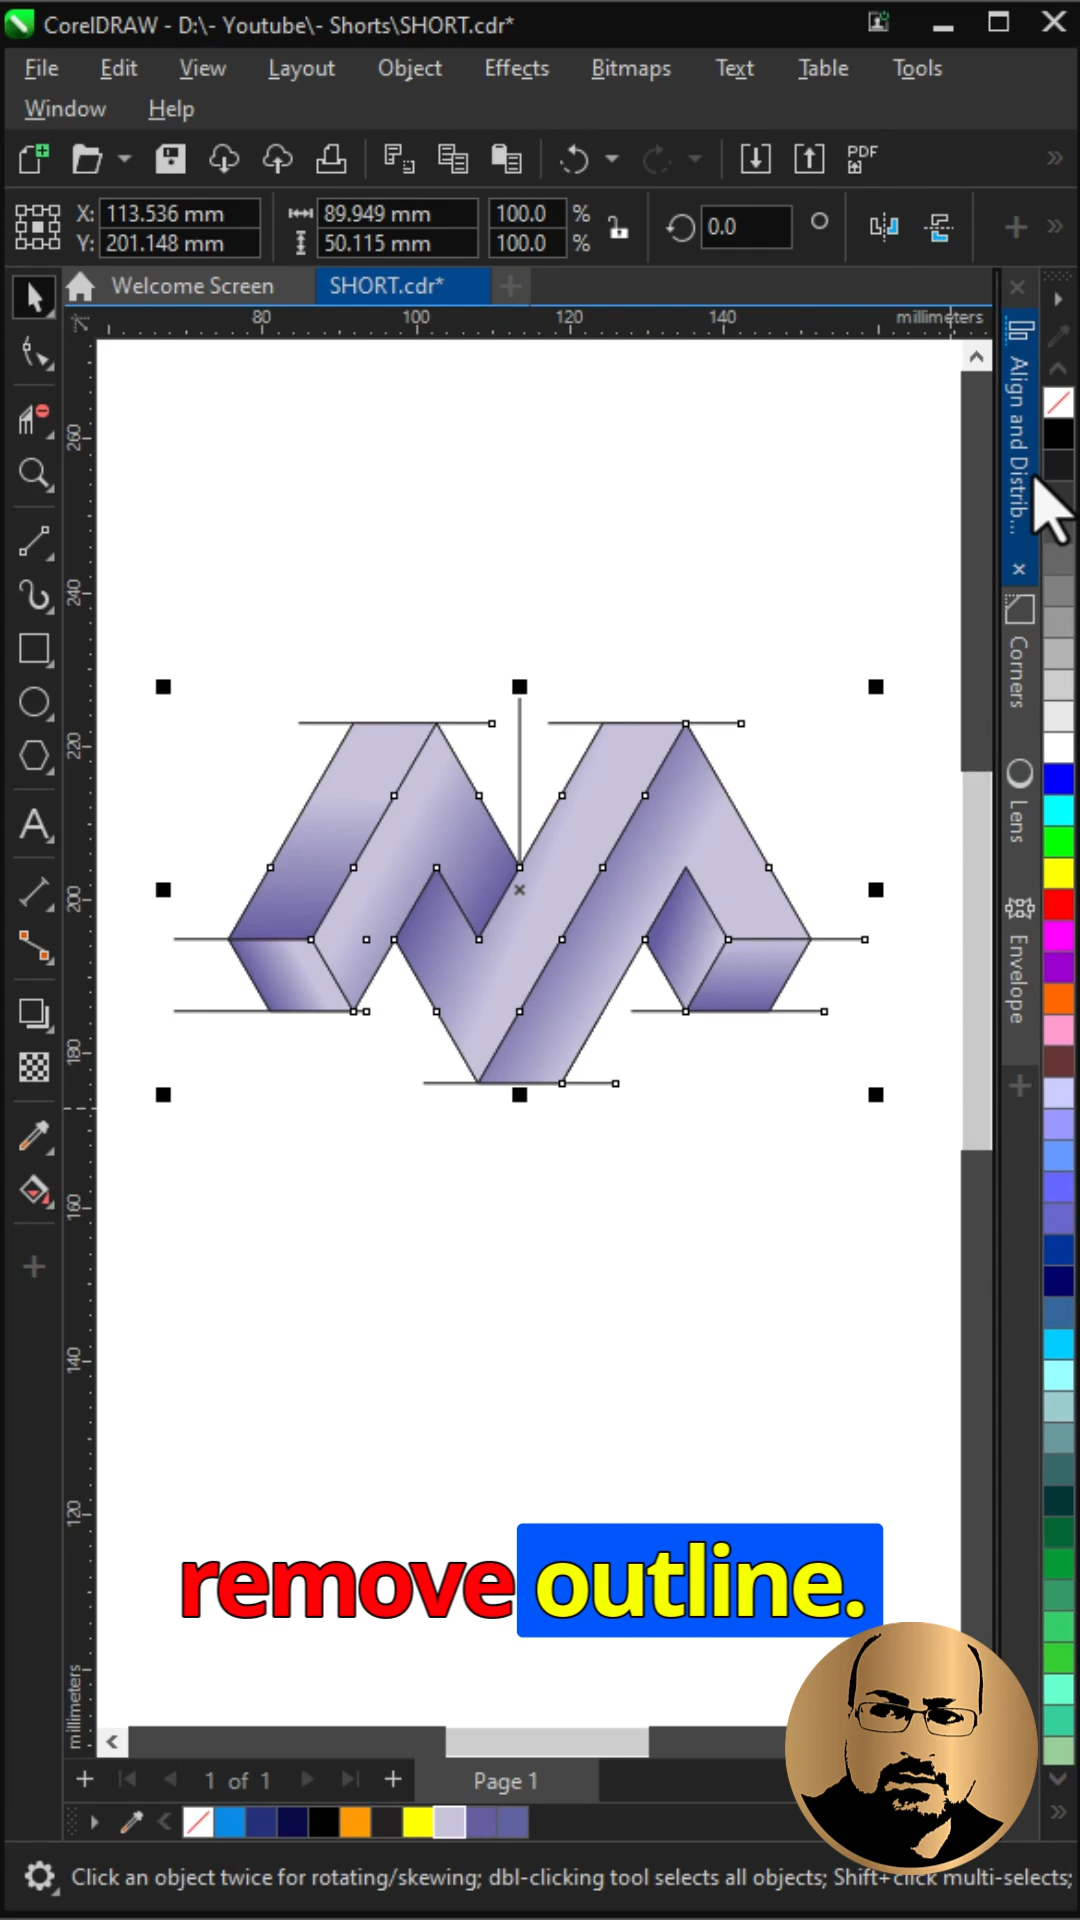 CorelDRAW - D:\- Youtube\- Shorts\SHORT.cdr*
File Edit View Layout Object Effects Bitmaps Text Table Tools
Window Help
PDF
X: 113.536 mm 89.949 mm 100.0 % 0.0
Y: 201.148 mm 50.115 mm 100.0 %
Welcome Screen SHORT.cdr*
80 100 120 140 millimeters
260
240
220
200
180
160
140
120
millimeters
Align and Distrib...
Corners
Lens
Envelope
remove outline.
1 of 1 Page 1
Click an object twice for rotating/skewing; dbl-clicking tool selects all objects; Shift+click multi-selects;